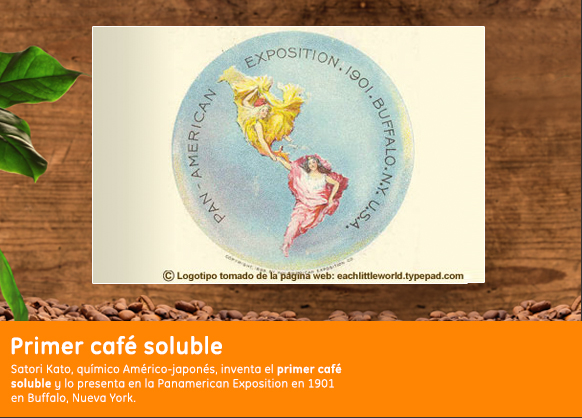 PAN-AMERICAN EXPOSITION. 1901. BUFFALO. N.Y. U.S.A.
© Logotipo tomado de la página web: eachlittleworld.typepad.com
Primer café soluble
Satori Kato, químico Américo-japonés, inventa el primer café
soluble y lo presenta en la Panamerican Exposition en 1901
en Buffalo, Nueva York.